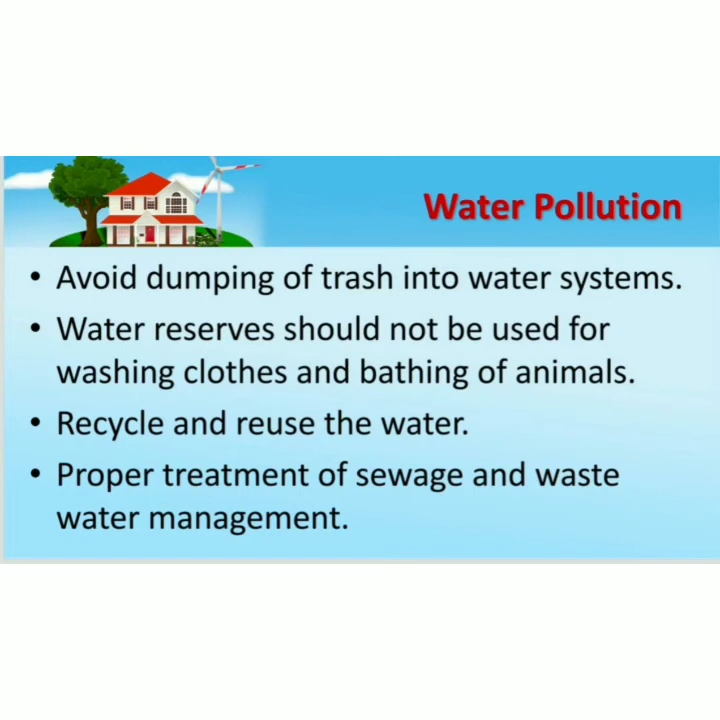 Water Pollution
• Avoid dumping of trash into water systems.
• Water reserves should not be used for
washing clothes and bathing of animals.
• Recycle and reuse the water.
• Proper treatment of sewage and waste
water management.